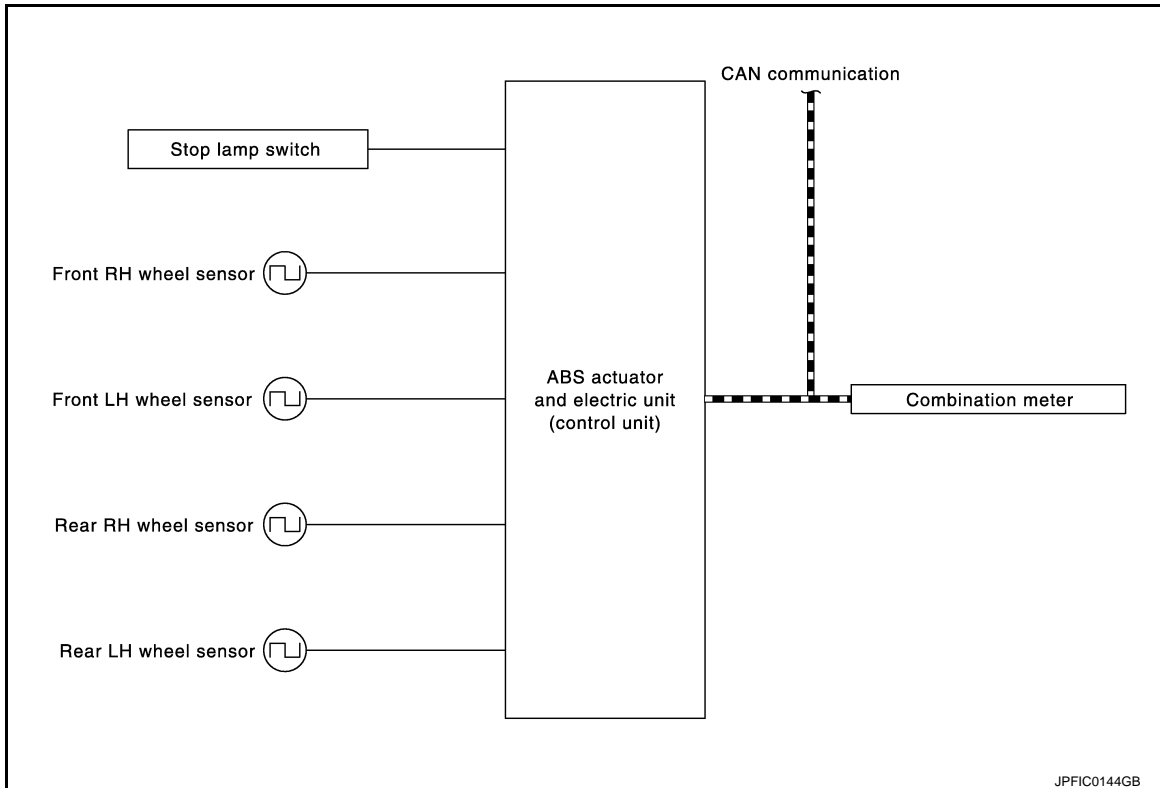 CAN communication
Stop lamp switch
Front RH wheel sensor
Front LH wheel sensor
ABS actuator
and electric unit
(control unit)
Combination meter
Rear RH wheel sensor
Rear LH wheel sensor
JPFIC0144GB